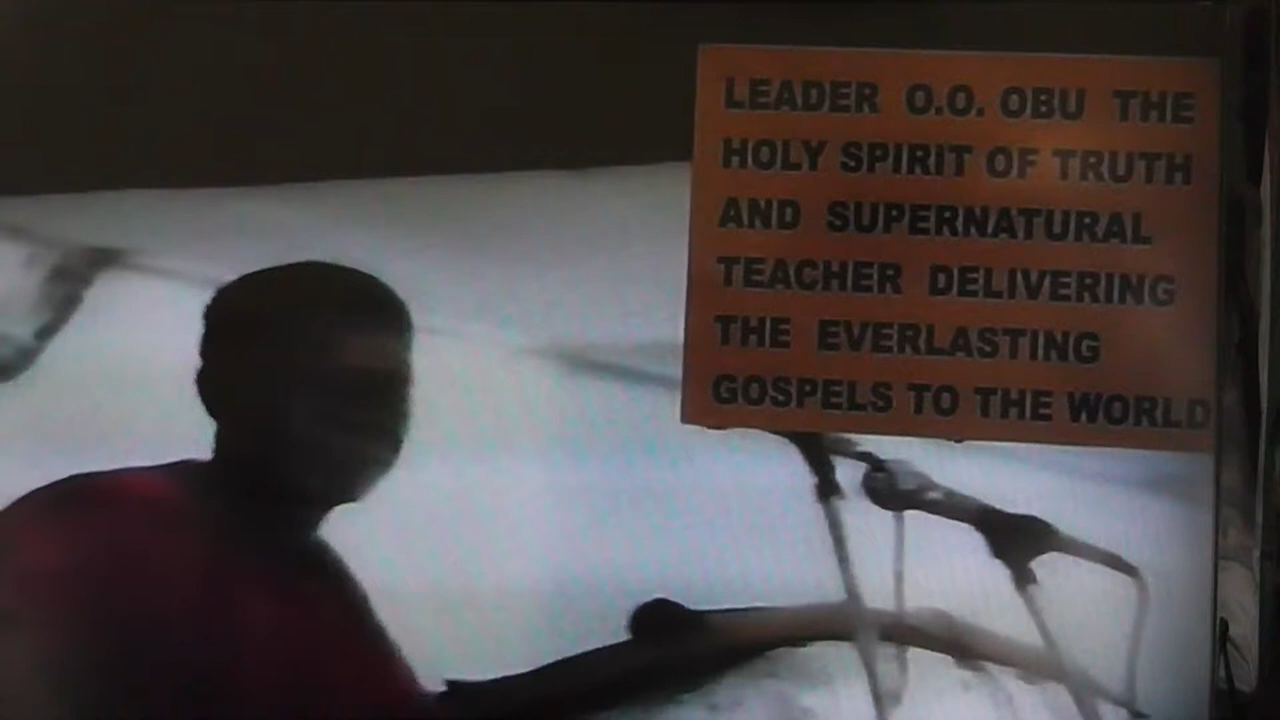 LEADER O.O. OBU THE
HOLY SPIRIT OF TRUTH
AND SUPERNATURAL
TEACHER DELIVERING
THE EVERLASTING
GOSPELS TO THE WORLD